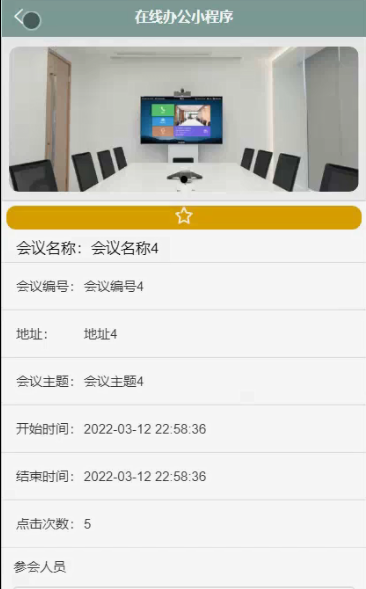 在线办公小程序
会议名称：会议名称4
会议编号：会议编号4
地址：地址4
会议主题：会议主题4
开始时间：2022-03-12 22:58:36
结束时间：2022-03-12 22:58:36
点击次数：5
参会人员